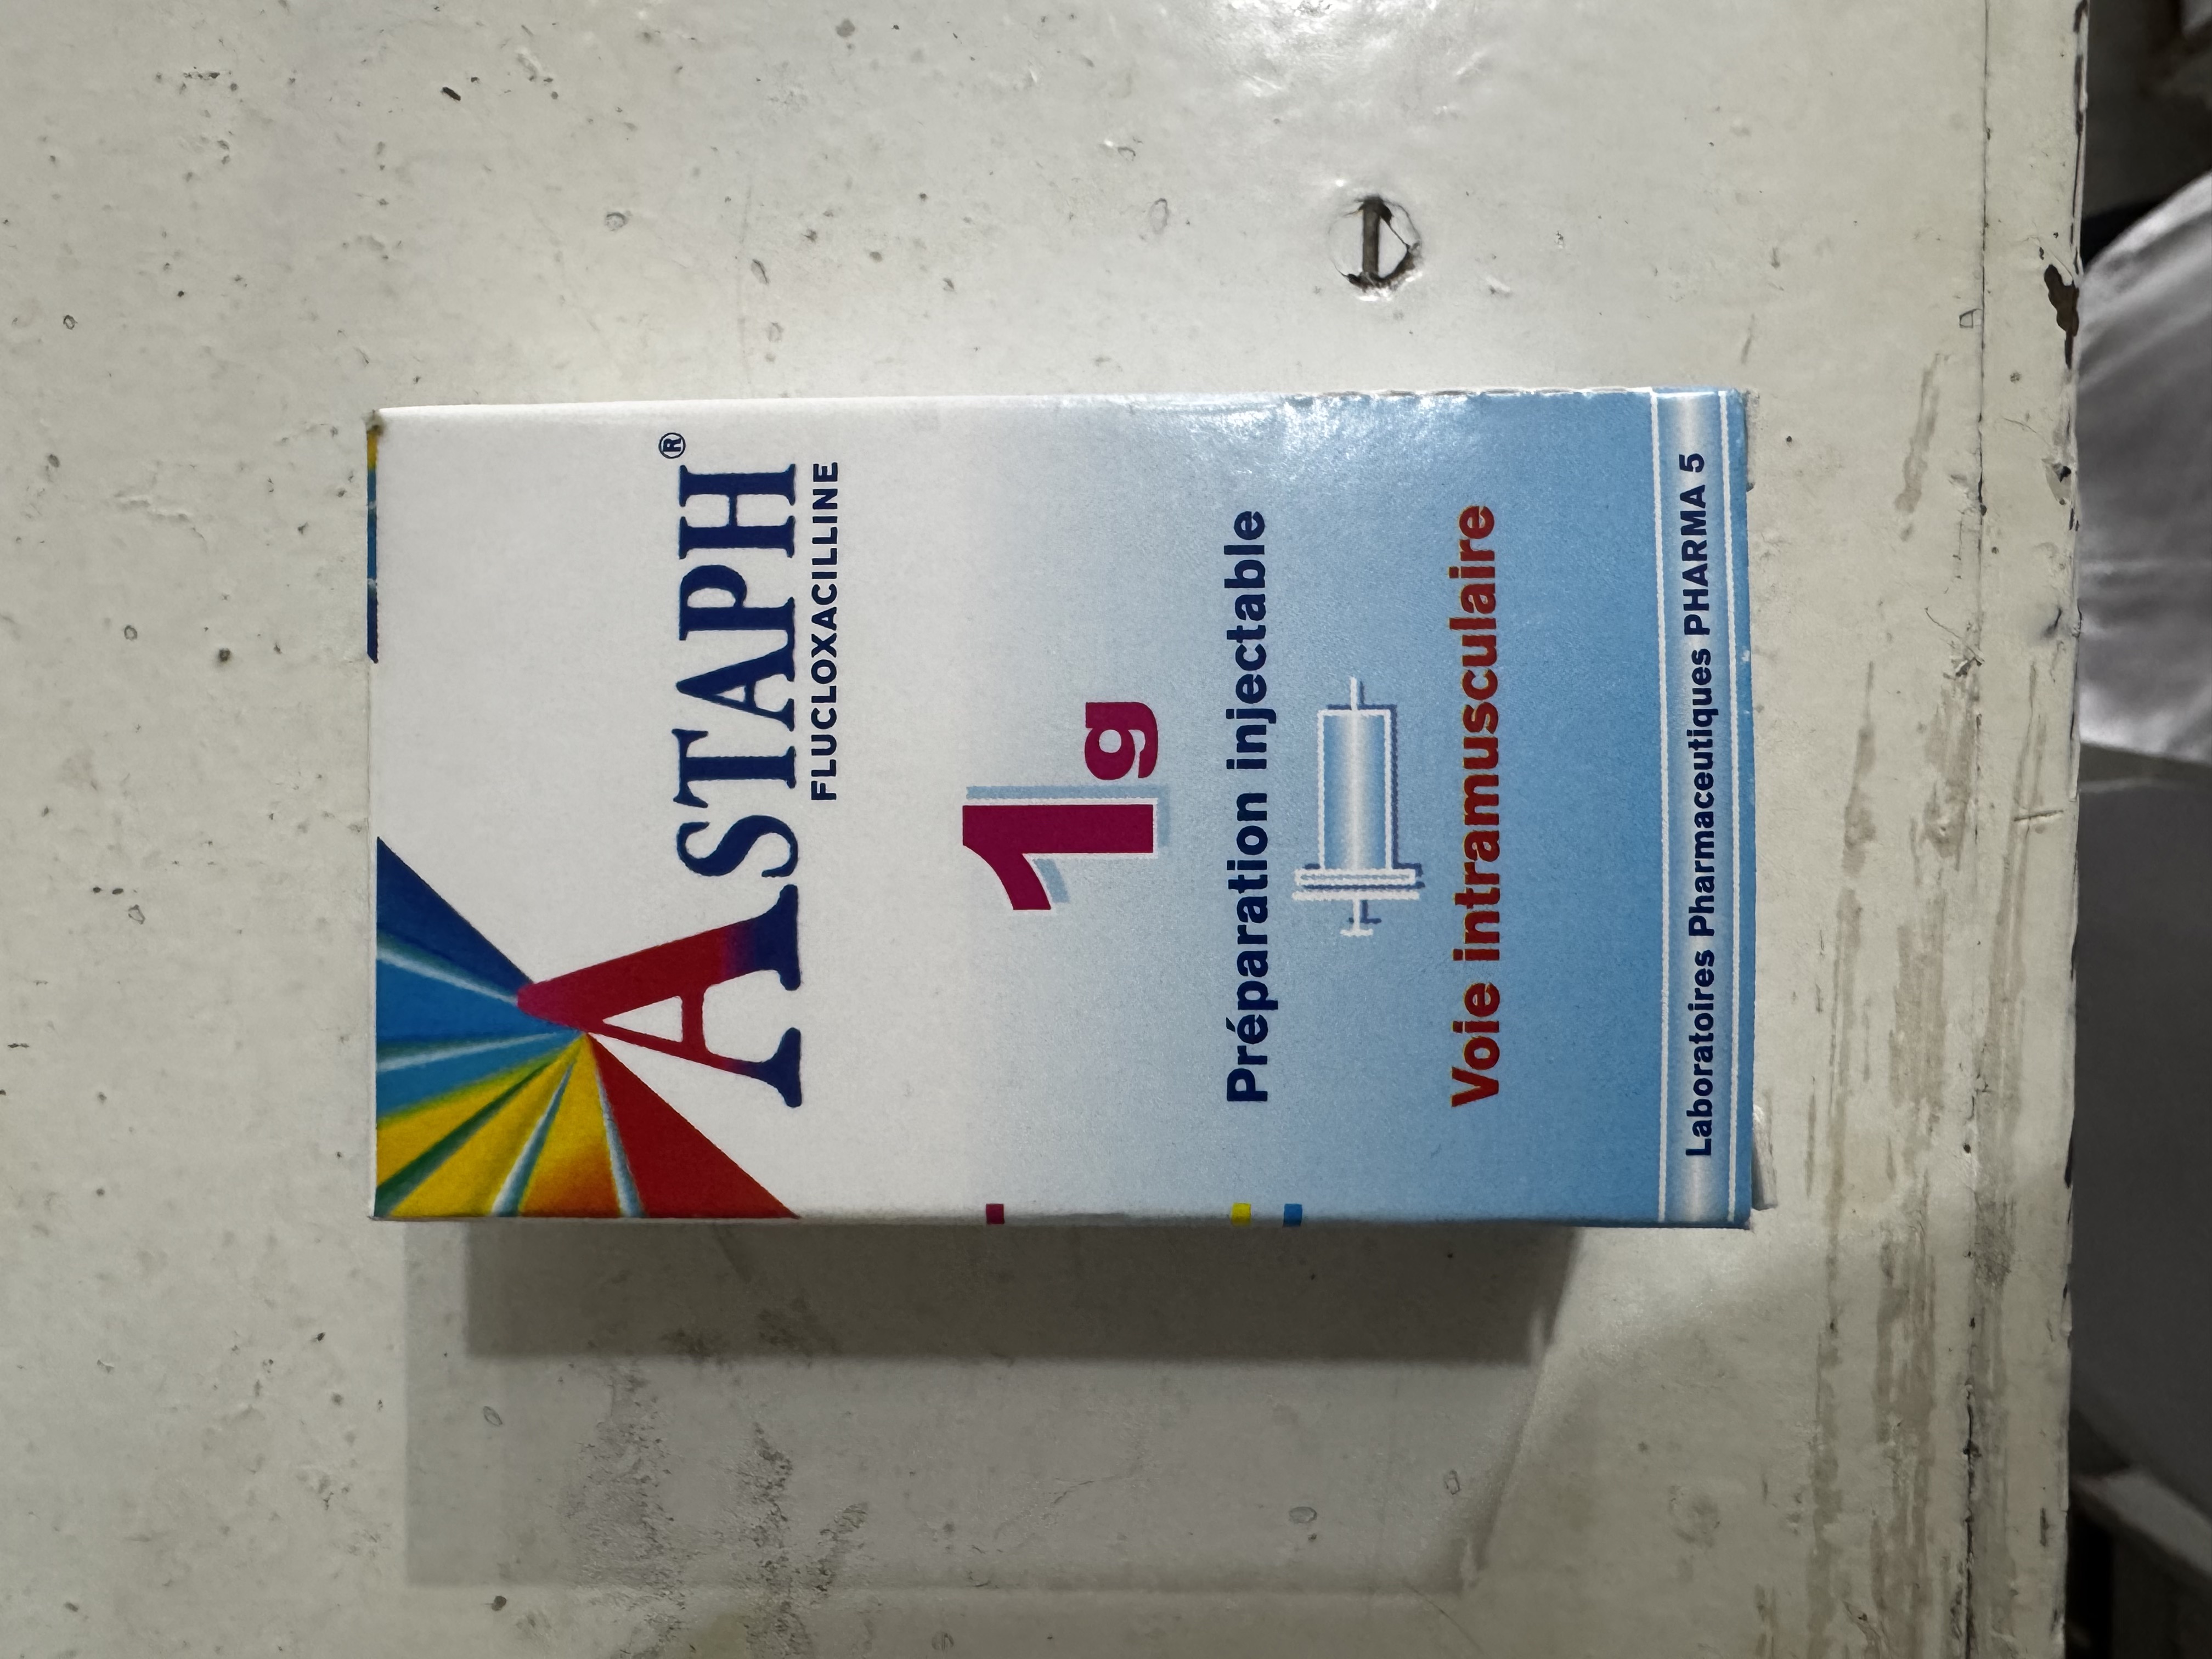 ASTAPH®
FLUCLOXACILLINE
1g
Préparation injectable
Voie intramusculaire
Laboratoires Pharmaceutiques PHARMA 5